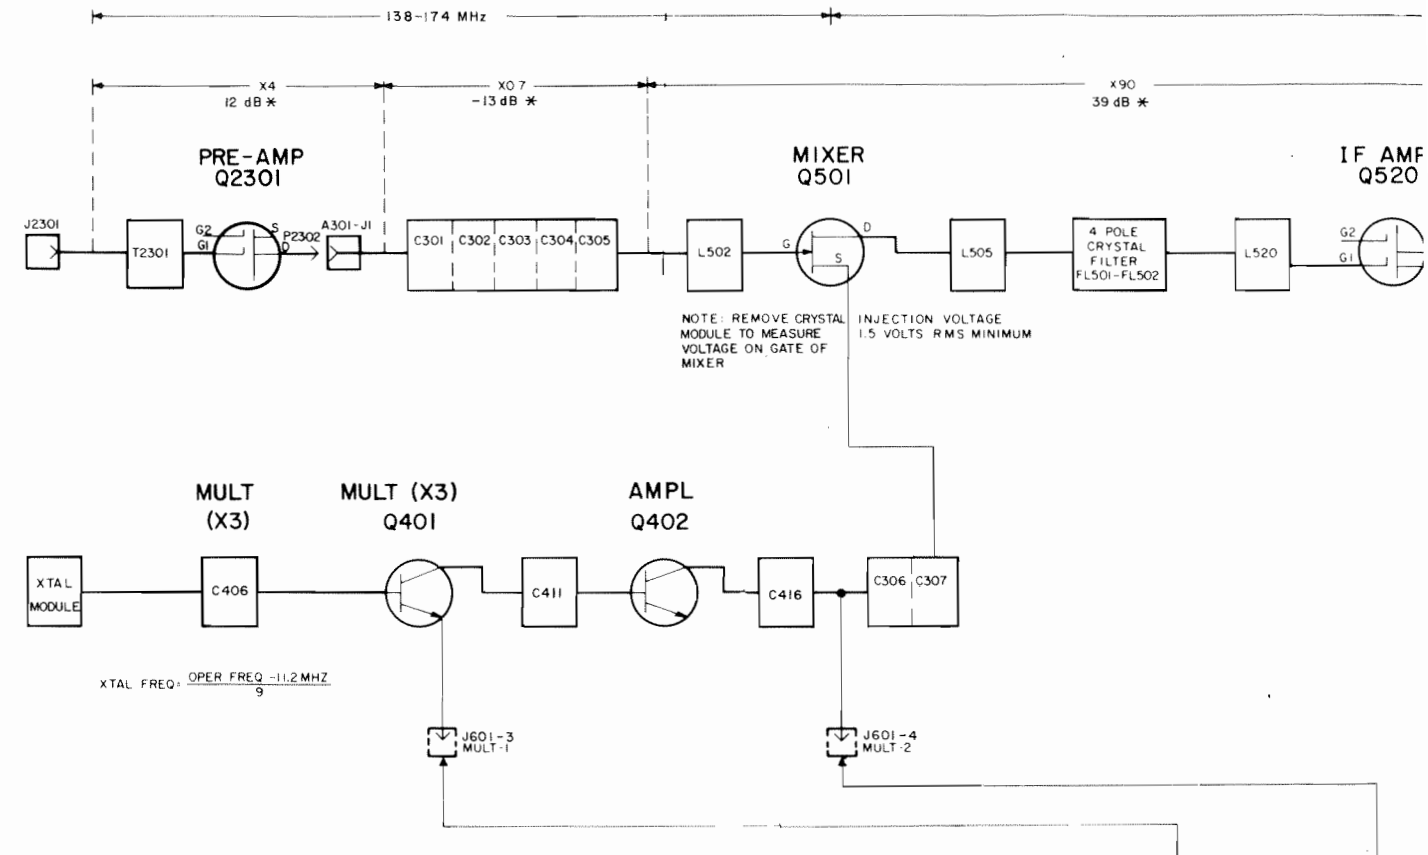 138-174 MHz
X4
12 dB *
X0 7
-13 dB *
X90
39 dB *
PRE-AMP
Q2301
MIXER
Q501
IF AMP
Q520
J2301
T2301
G2
G1
S
D
P2302
A301-J1
C301 C302 C303 C304 C305
L502
G
D
S
L505
4 POLE
CRYSTAL
FILTER
FL501-FL502
L520
G2
G1
NOTE: REMOVE CRYSTAL
MODULE TO MEASURE
VOLTAGE ON GATE OF
MIXER
INJECTION VOLTAGE
1.5 VOLTS RMS MINIMUM
MULT
(X3)
MULT (X3)
Q401
AMPL
Q402
XTAL
MODULE
C406
C411
C416
C306 C307
XTAL FREQ= OPER FREQ -11.2 MHZ
9
J601-3
MULT-1
J601-4
MULT-2